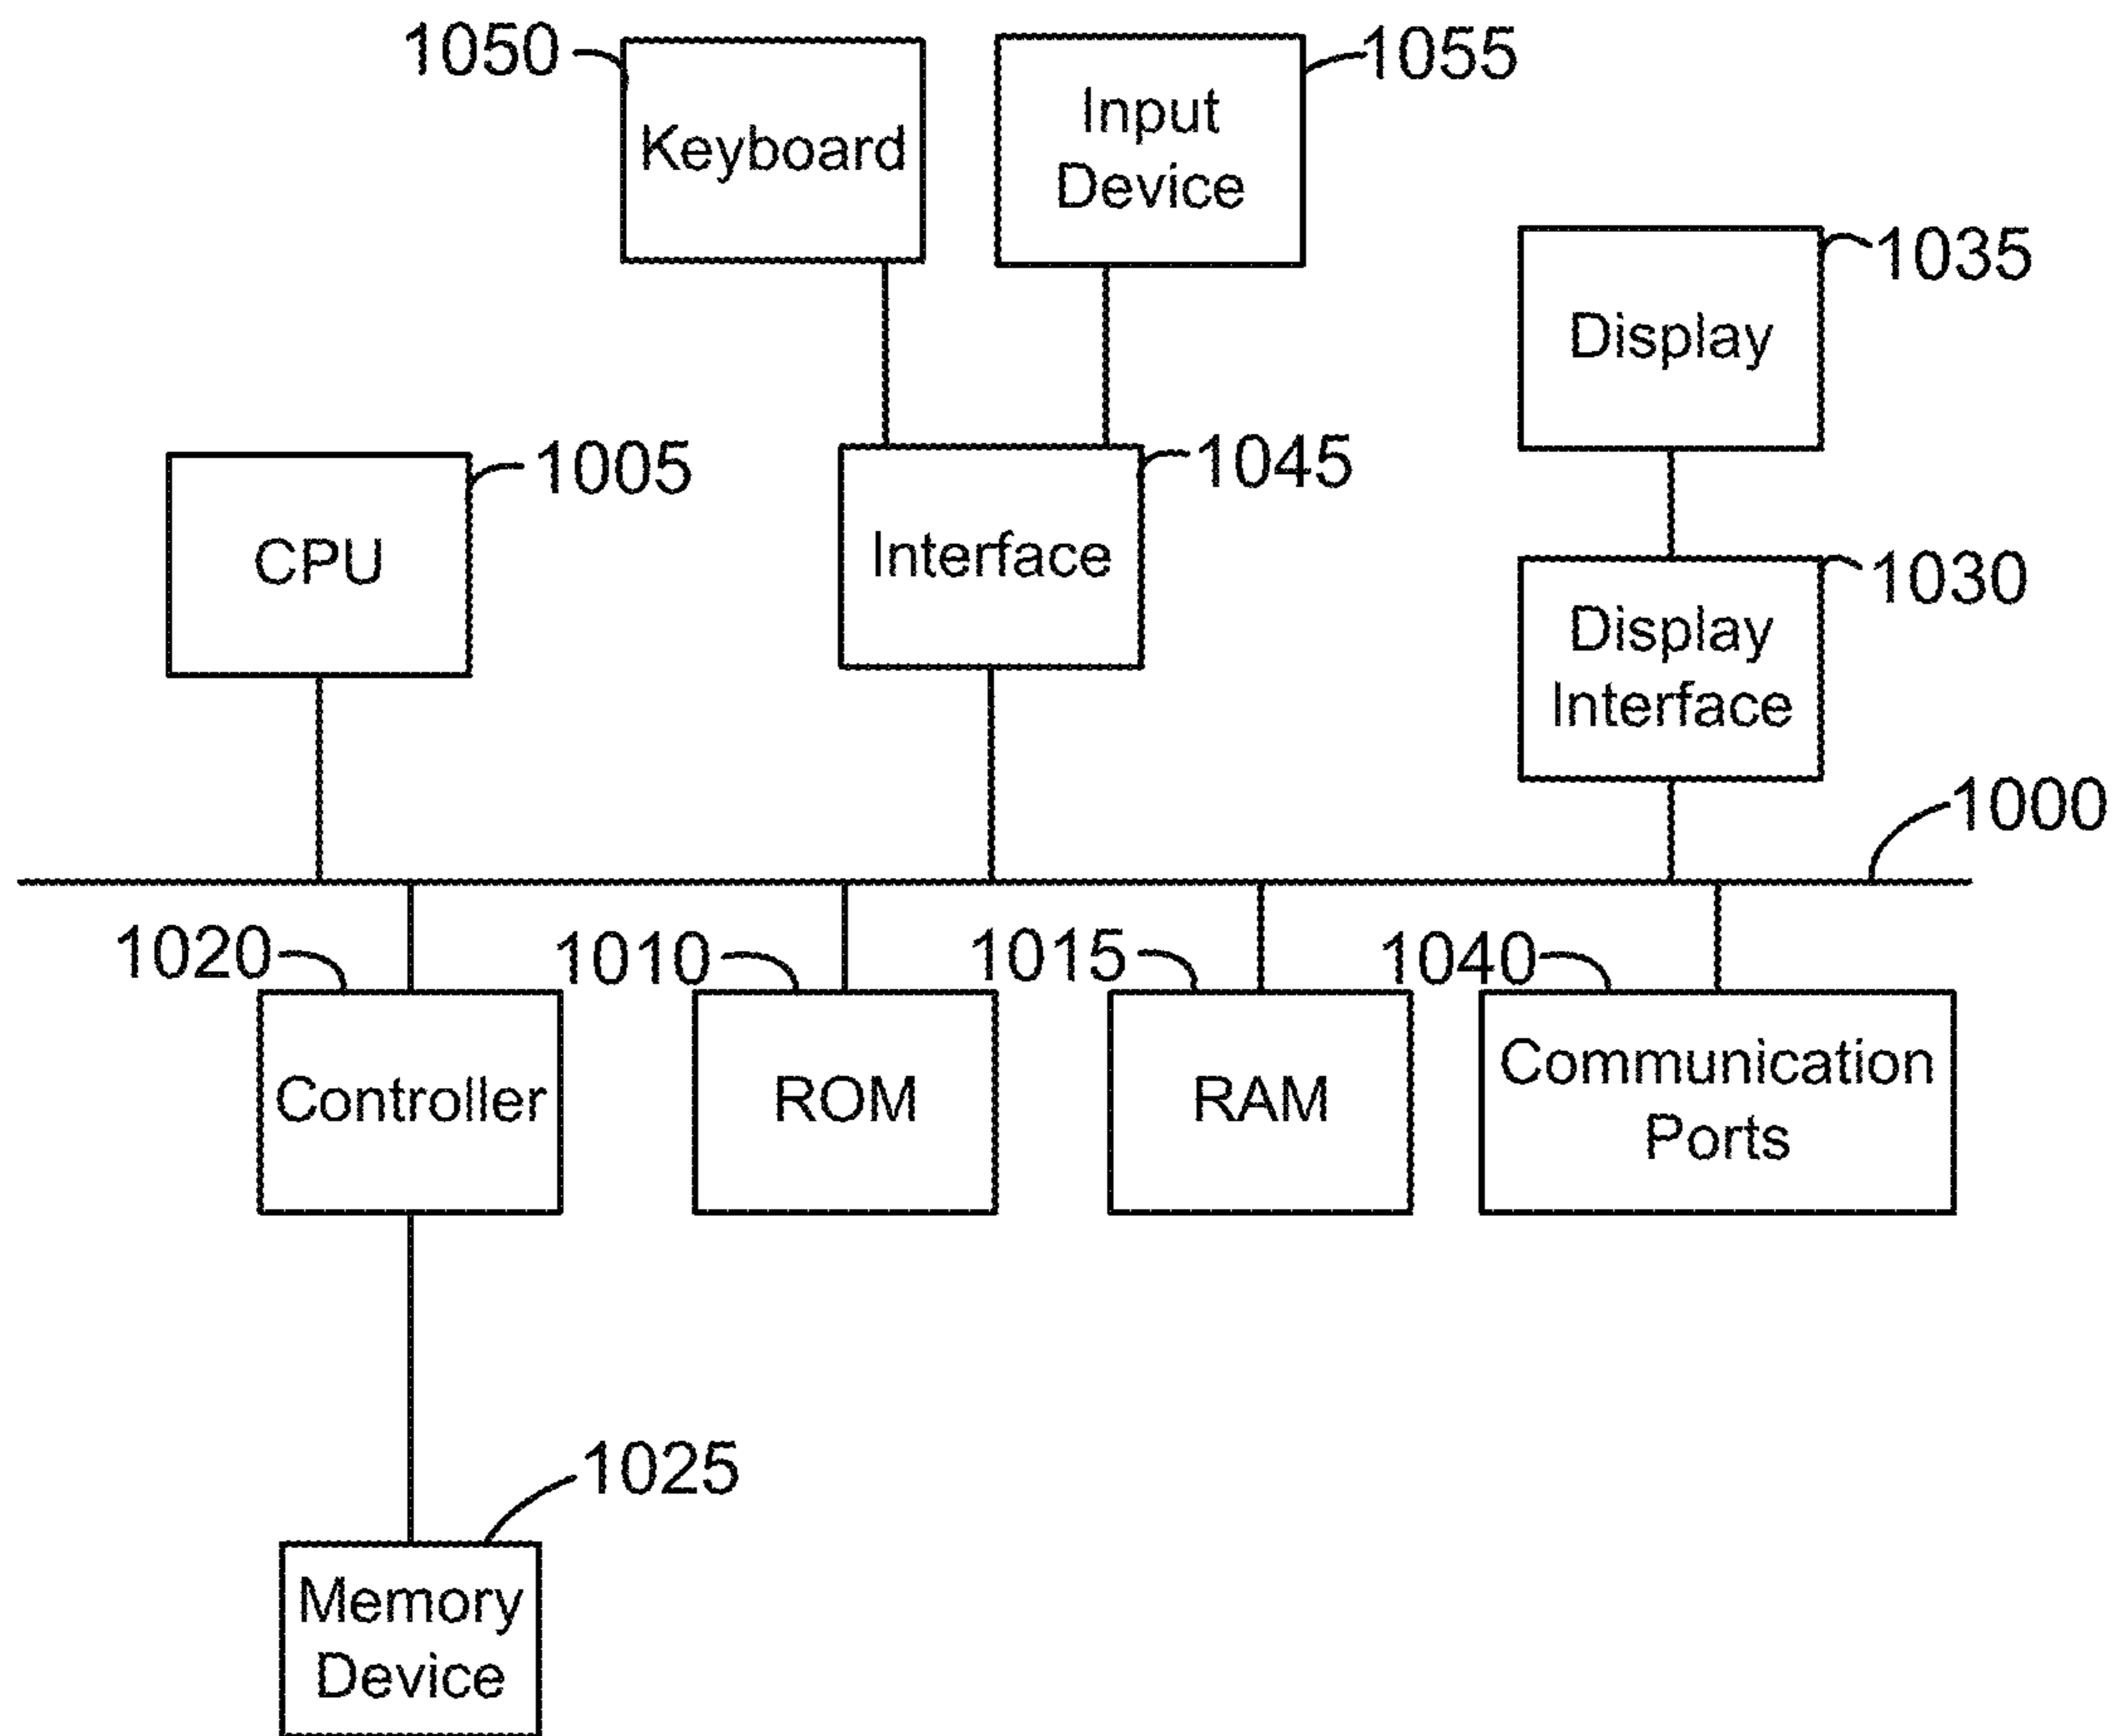 1050
Keyboard
Input
Device
1055
Display
1035
CPU
1005
Interface
1045
Display
Interface
1030
1000
1020
Controller
1010
ROM
1015
RAM
1040
Communication
Ports
1025
Memory
Device